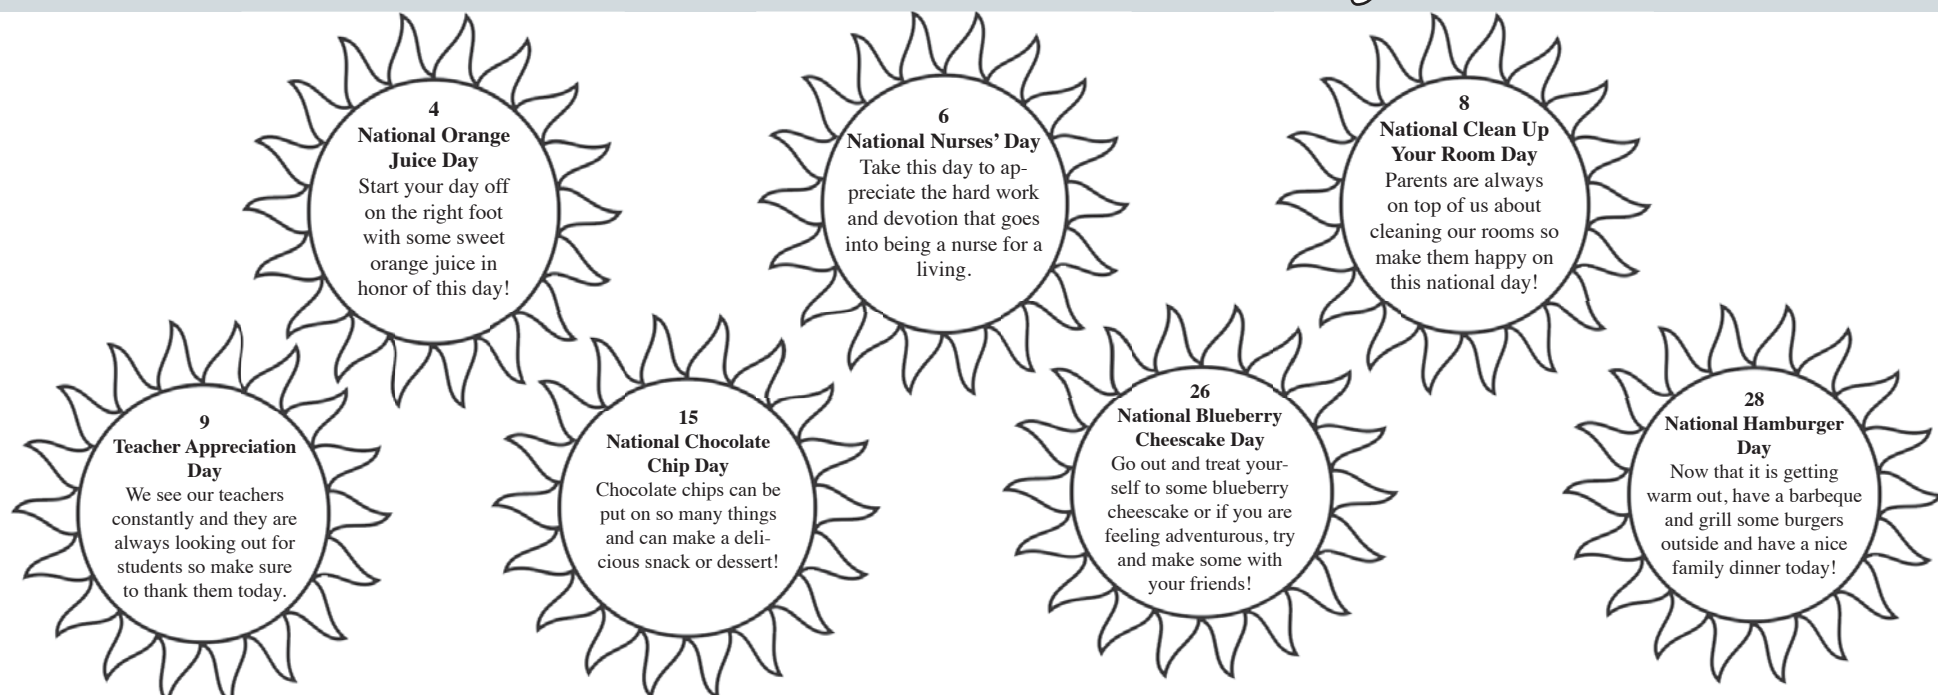 4
National Orange
Juice Day
Start your day off
on the right foot
with some sweet
orange juice in
honor of this day!
6
National Nurses’ Day
Take this day to ap-
preciate the hard work
and devotion that goes
into being a nurse for a
living.
8
National Clean Up
Your Room Day
Parents are always
on top of us about
cleaning our rooms so
make them happy on
this national day!
9
Teacher Appreciation
Day
We see our teachers
constantly and they are
always looking out for
students so make sure
to thank them today.
15
National Chocolate
Chip Day
Chocolate chips can be
put on so many things
and can make a deli-
cious snack or dessert!
26
National Blueberry
Cheescake Day
Go out and treat your-
self to some blueberry
cheescake or if you are
feeling adventurous, try
and make some with
your friends!
28
National Hamburger
Day
Now that it is getting
warm out, have a barbeque
and grill some burgers
outside and have a nice
family dinner today!